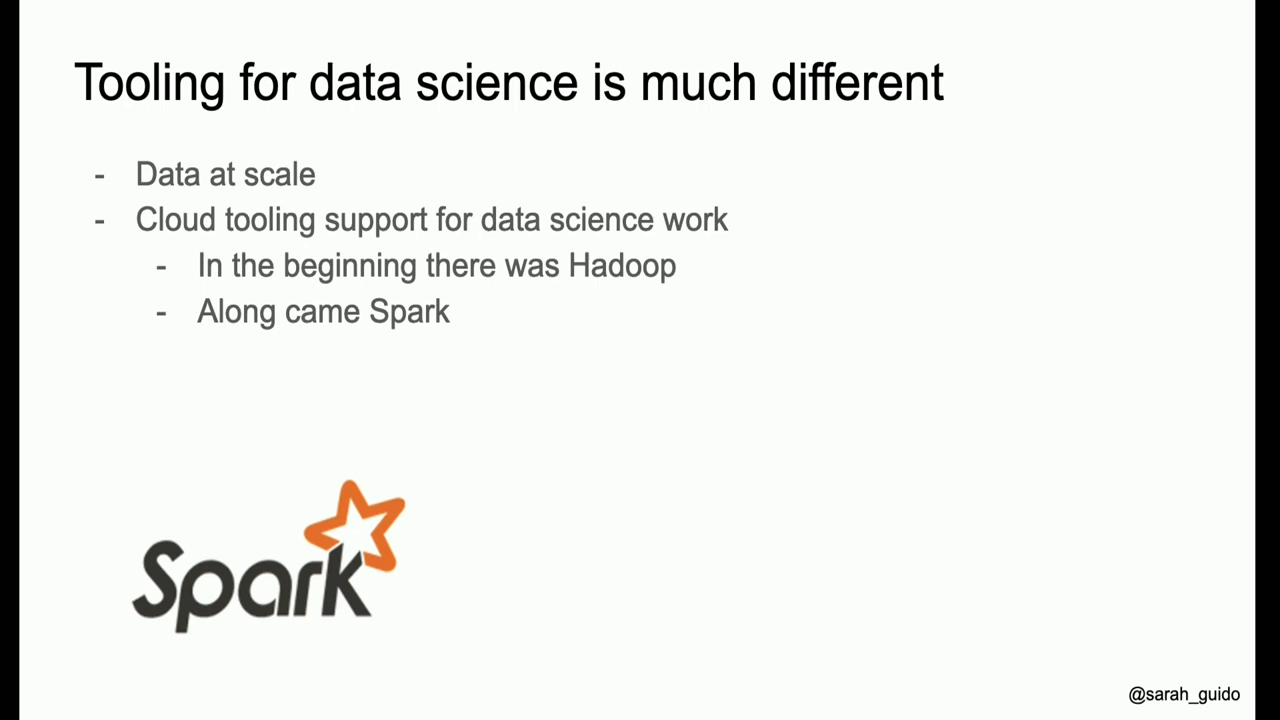 Tooling for data science is much different
- Data at scale
- Cloud tooling support for data science work
- In the beginning there was Hadoop
- Along came Spark
Spark
@sarah_guido